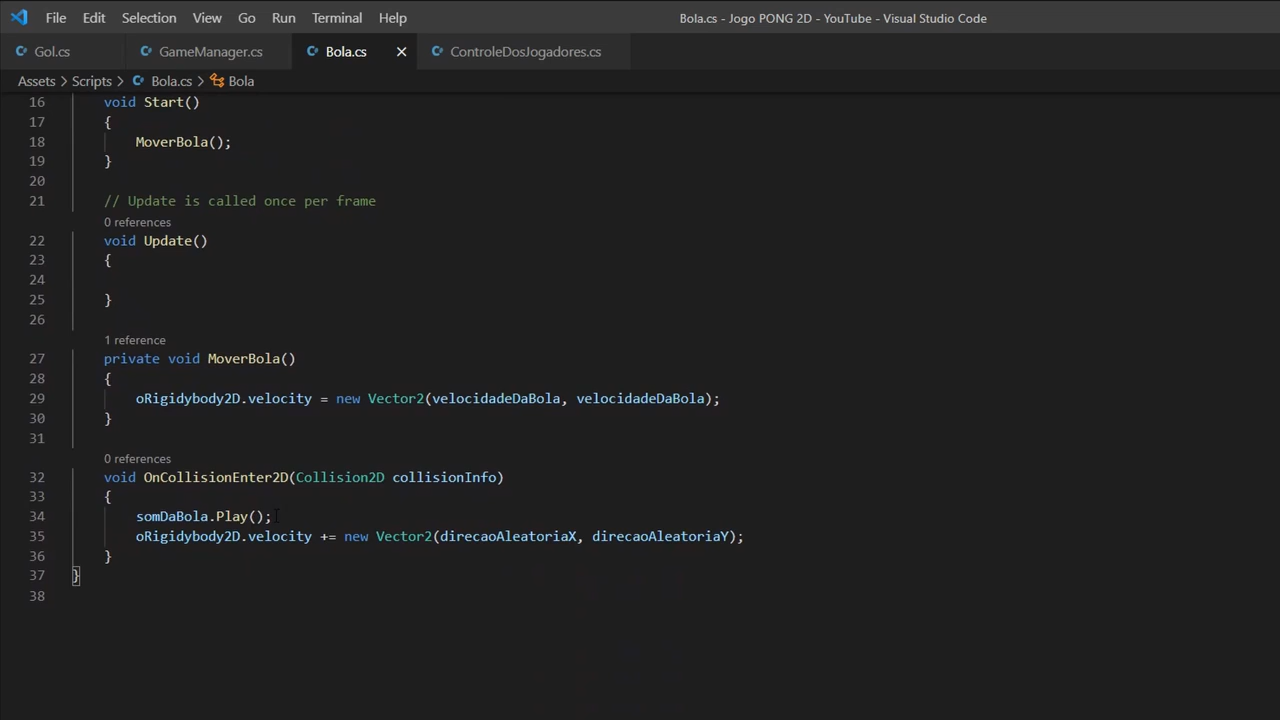 File Edit Selection View Go Run Terminal Help Bola.cs - Jogo PONG 2D - YouTube - Visual Studio Code
Gol.cs GameManager.cs Bola.cs ControleDosJogadores.cs
Assets > Scripts > Bola.cs > Bola
16 void Start()
17 {
18 MoverBola();
19 }
20
21 // Update is called once per frame
0 references
22 void Update()
23 {
24
25 }
26
1 reference
27 private void MoverBola()
28 {
29 oRigidybody2D.velocity = new Vector2(velocidadeDaBola, velocidadeDaBola);
30 }
31
0 references
32 void OnCollisionEnter2D(Collision2D collisionInfo)
33 {
34 somDaBola.Play();
35 oRigidybody2D.velocity += new Vector2(direcaoAleatoriaX, direcaoAleatoriaY);
36 }
37 }
38